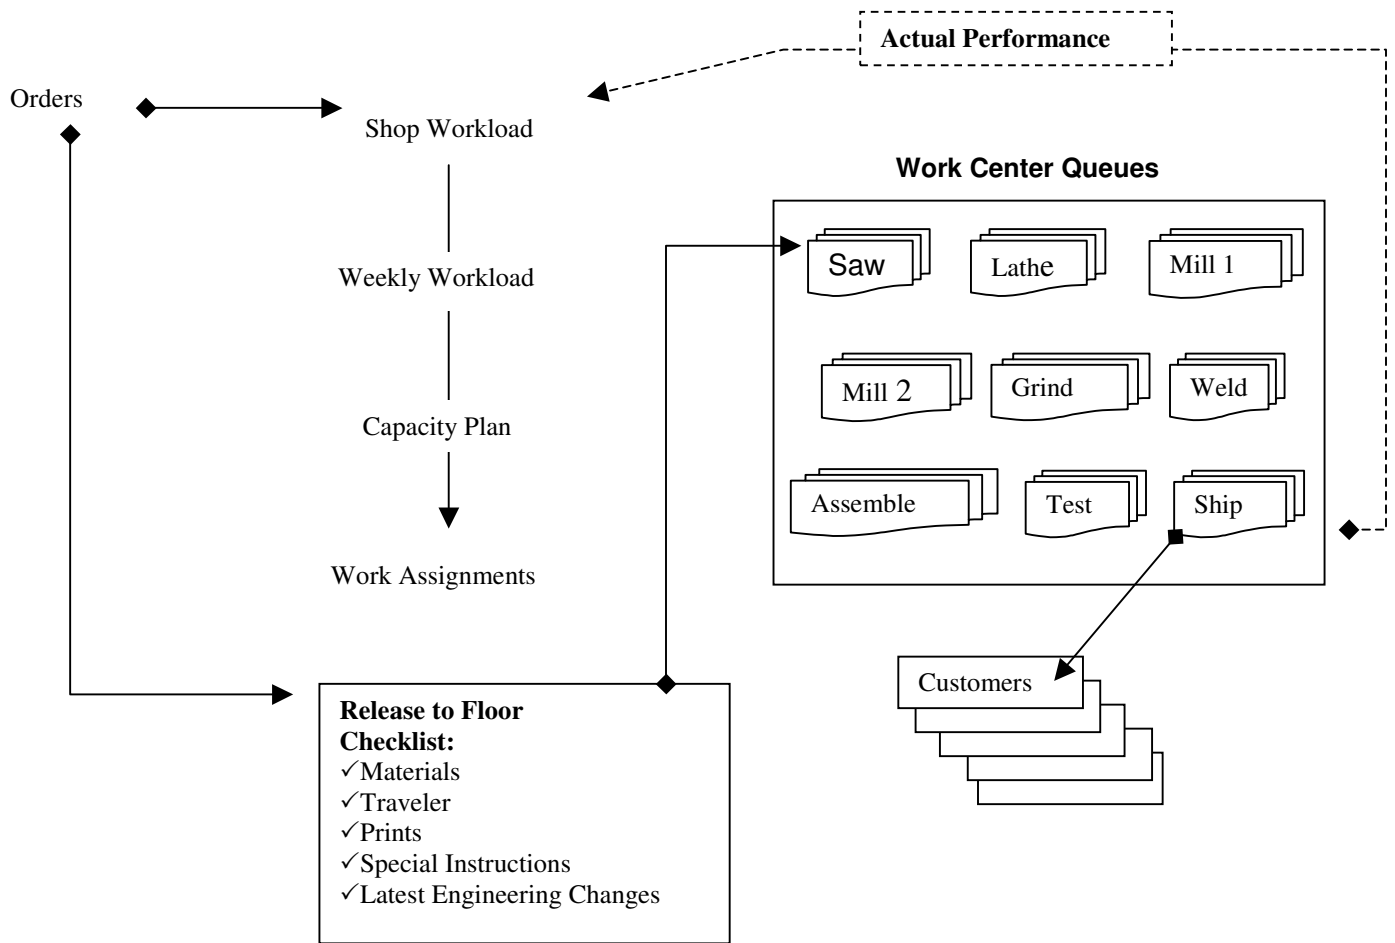 Actual Performance
Orders
Shop Workload
Weekly Workload
Capacity Plan
Work Assignments
Work Center Queues
Saw
Lathe
Mill 1
Mill 2
Grind
Weld
Assemble
Test
Ship
Customers
Release to Floor
Checklist:
✓Materials
✓Traveler
✓Prints
✓Special Instructions
✓Latest Engineering Changes